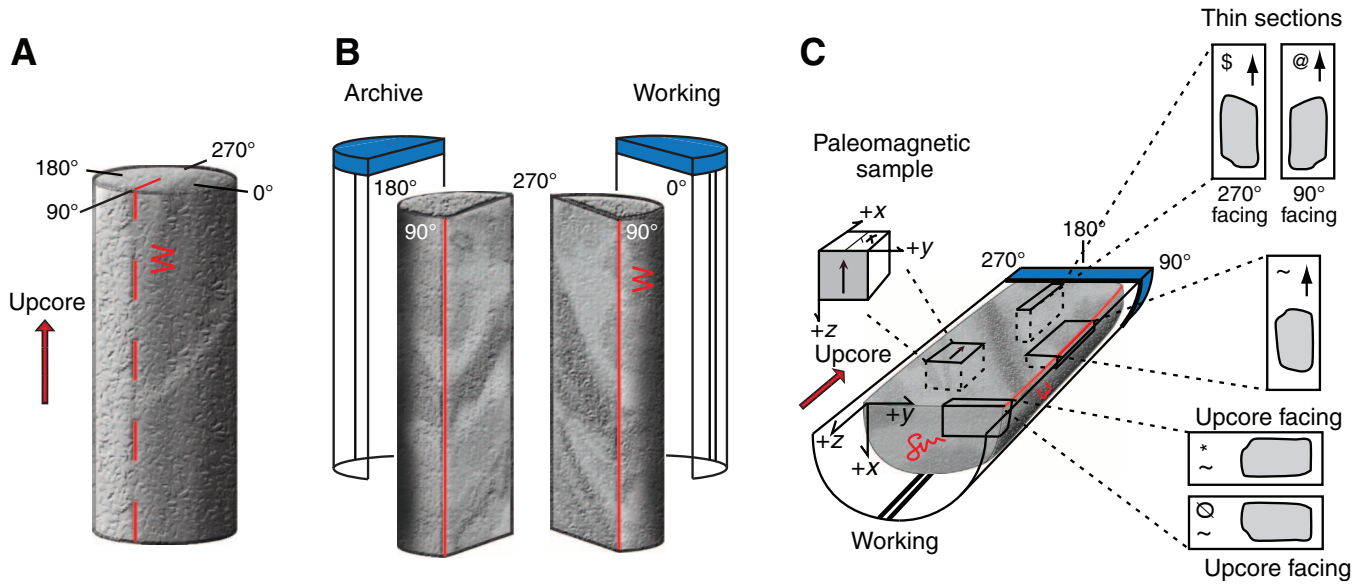 A
180°
270°
90°
0°
W
Upcore
B
Archive
Working
180°
270°
0°
90°
90°
W
C
Thin sections
$
@
270°
facing
90°
facing
Paleomagnetic
sample
+x
x
+y
+z
180°
270°
90°
~
Upcore
+y
+z
+x
W
Upcore facing
*
~
Ø
~
Upcore facing
Working